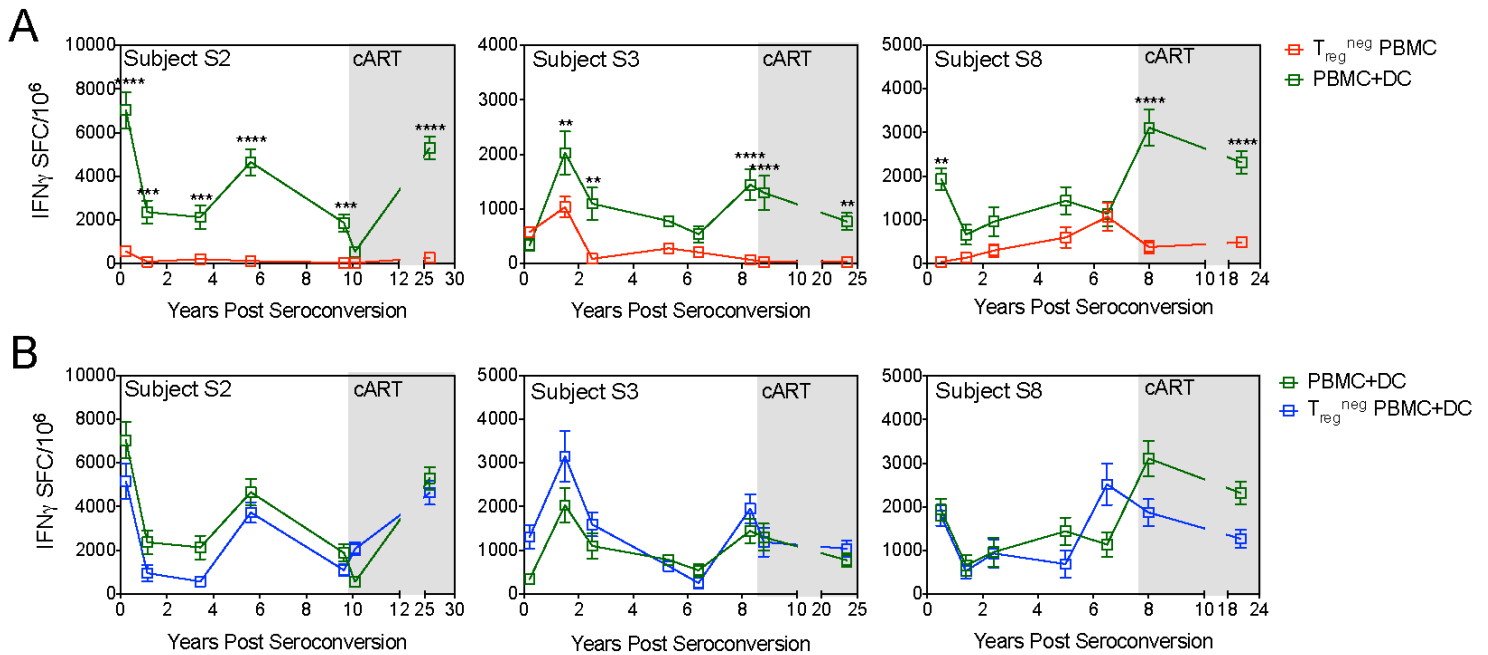 A
Subject S2
cART
Subject S3
cART
Subject S8
cART
T_reg^neg PBMC
PBMC+DC
IFNγ SFC/10^6
10000
8000
6000
4000
2000
0
****
***
***
****
***
****
0 2 4 6 8 10 12 25 30
Years Post Seroconversion
4000
3000
2000
1000
0
**
**
****
****
**
0 2 4 6 8 10 20 25
Years Post Seroconversion
5000
4000
3000
2000
1000
0
**
****
****
0 2 4 6 8 10 18 24
Years Post Seroconversion
B
Subject S2
cART
Subject S3
cART
Subject S8
cART
PBMC+DC
T_reg^neg PBMC+DC
IFNγ SFC/10^6
10000
8000
6000
4000
2000
0
0 2 4 6 8 10 12 25 30
Years Post Seroconversion
5000
4000
3000
2000
1000
0
0 2 4 6 8 10 20 25
Years Post Seroconversion
5000
4000
3000
2000
1000
0
0 2 4 6 8 10 18 24
Years Post Seroconversion